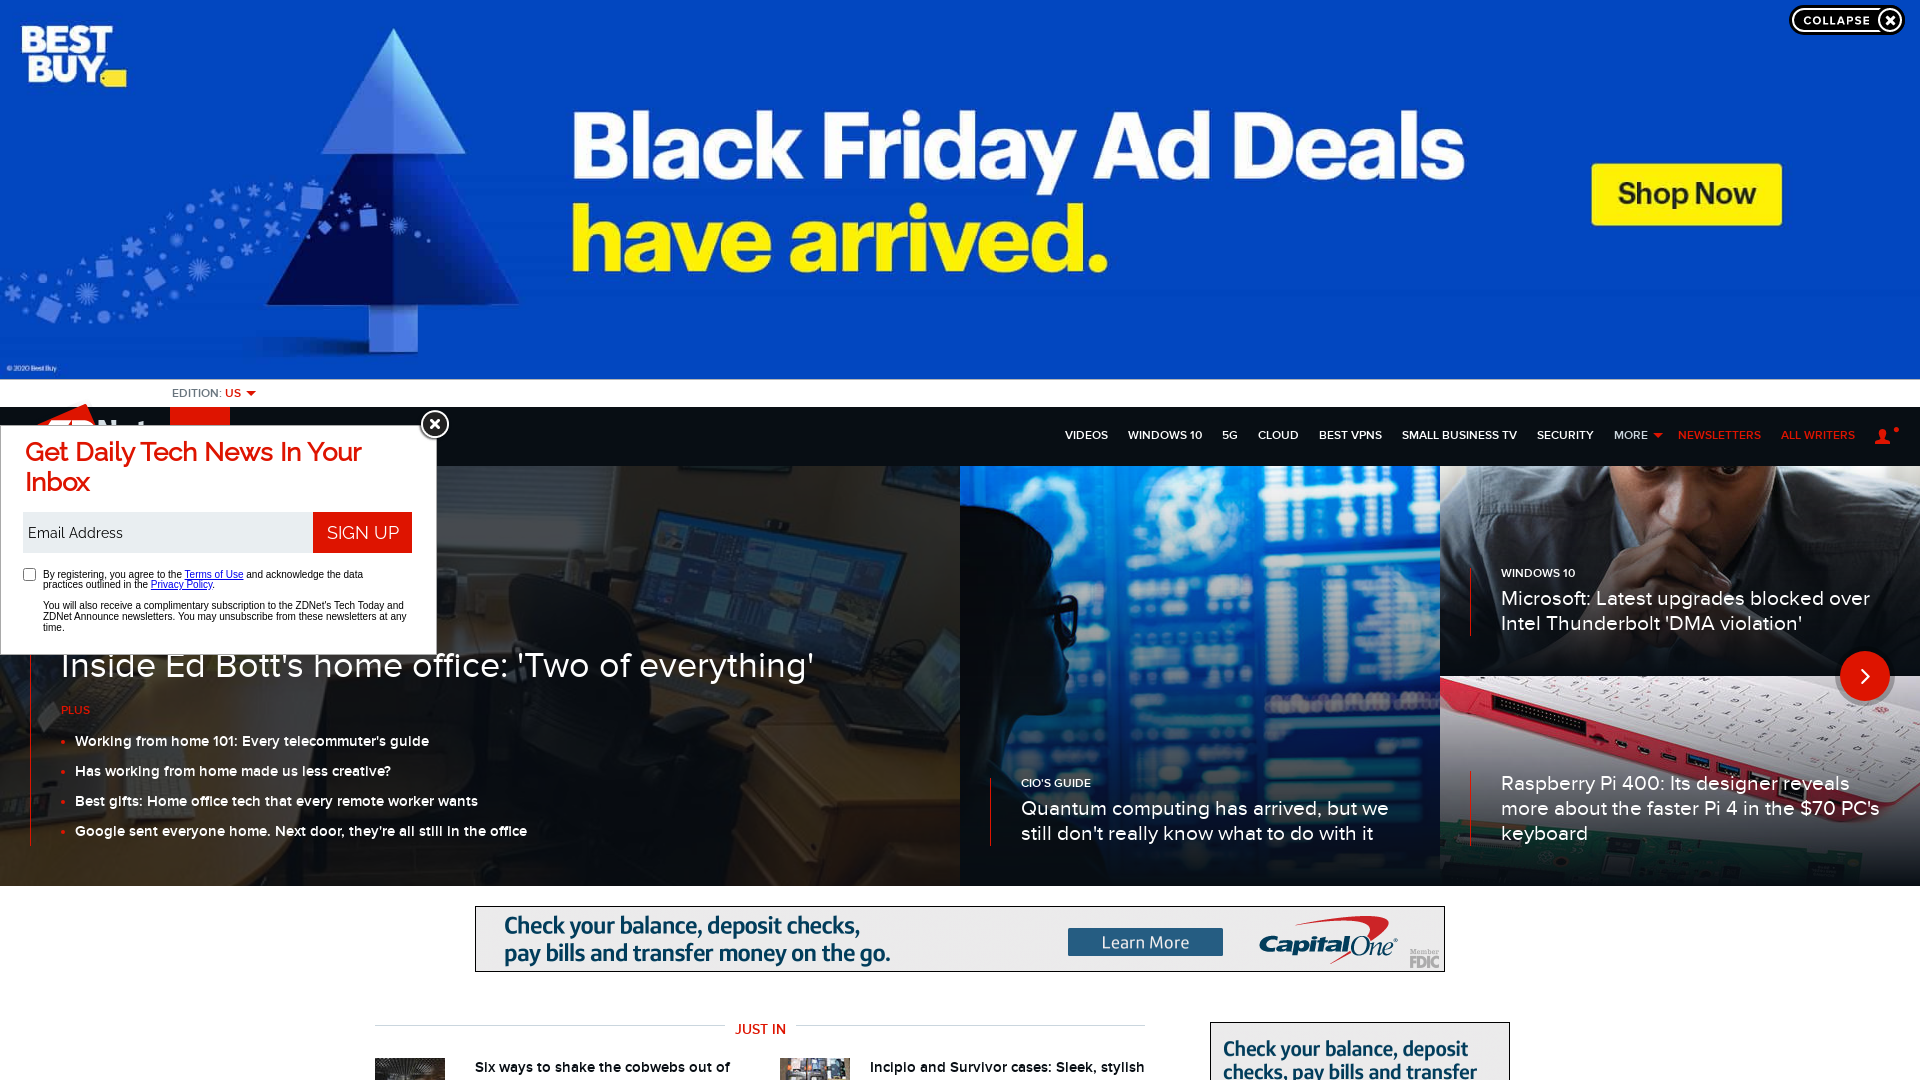 COLLAPSE
BEST
BUY
Black Friday Ad Deals
have arrived.
Shop Now
© 2020 Best Buy
EDITION: US
VIDEOS WINDOWS 10 5G CLOUD BEST VPNS SMALL BUSINESS TV SECURITY MORE NEWSLETTERS ALL WRITERS
Get Daily Tech News In Your
Inbox
Email Address
SIGN UP
By registering, you agree to the Terms of Use and acknowledge the data
practices outlined in the Privacy Policy.
You will also receive a complimentary subscription to the ZDNet's Tech Today and
ZDNet Announce newsletters. You may unsubscribe from these newsletters at any
time.
Inside Ed Bott's home office: 'Two of everything'
PLUS
Working from home 101: Every telecommuter's guide
Has working from home made us less creative?
Best gifts: Home office tech that every remote worker wants
Google sent everyone home. Next door, they're all still in the office
CIO'S GUIDE
Quantum computing has arrived, but we
still don't really know what to do with it
WINDOWS 10
Microsoft: Latest upgrades blocked over
Intel Thunderbolt 'DMA violation'
Raspberry Pi 400: Its designer reveals
more about the faster Pi 4 in the $70 PC's
keyboard
Check your balance, deposit checks,
pay bills and transfer money on the go.
Learn More
Capital One
Member
FDIC
JUST IN
Six ways to shake the cobwebs out of
Incipio and Survivor cases: Sleek, stylish
Check your balance, deposit
checks, pay bills and transfer